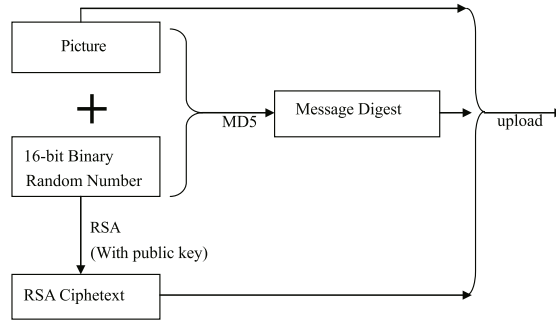 Picture
+
16-bit Binary
Random Number
MD5
Message Digest
upload
RSA
(With public key)
RSA Ciphetext